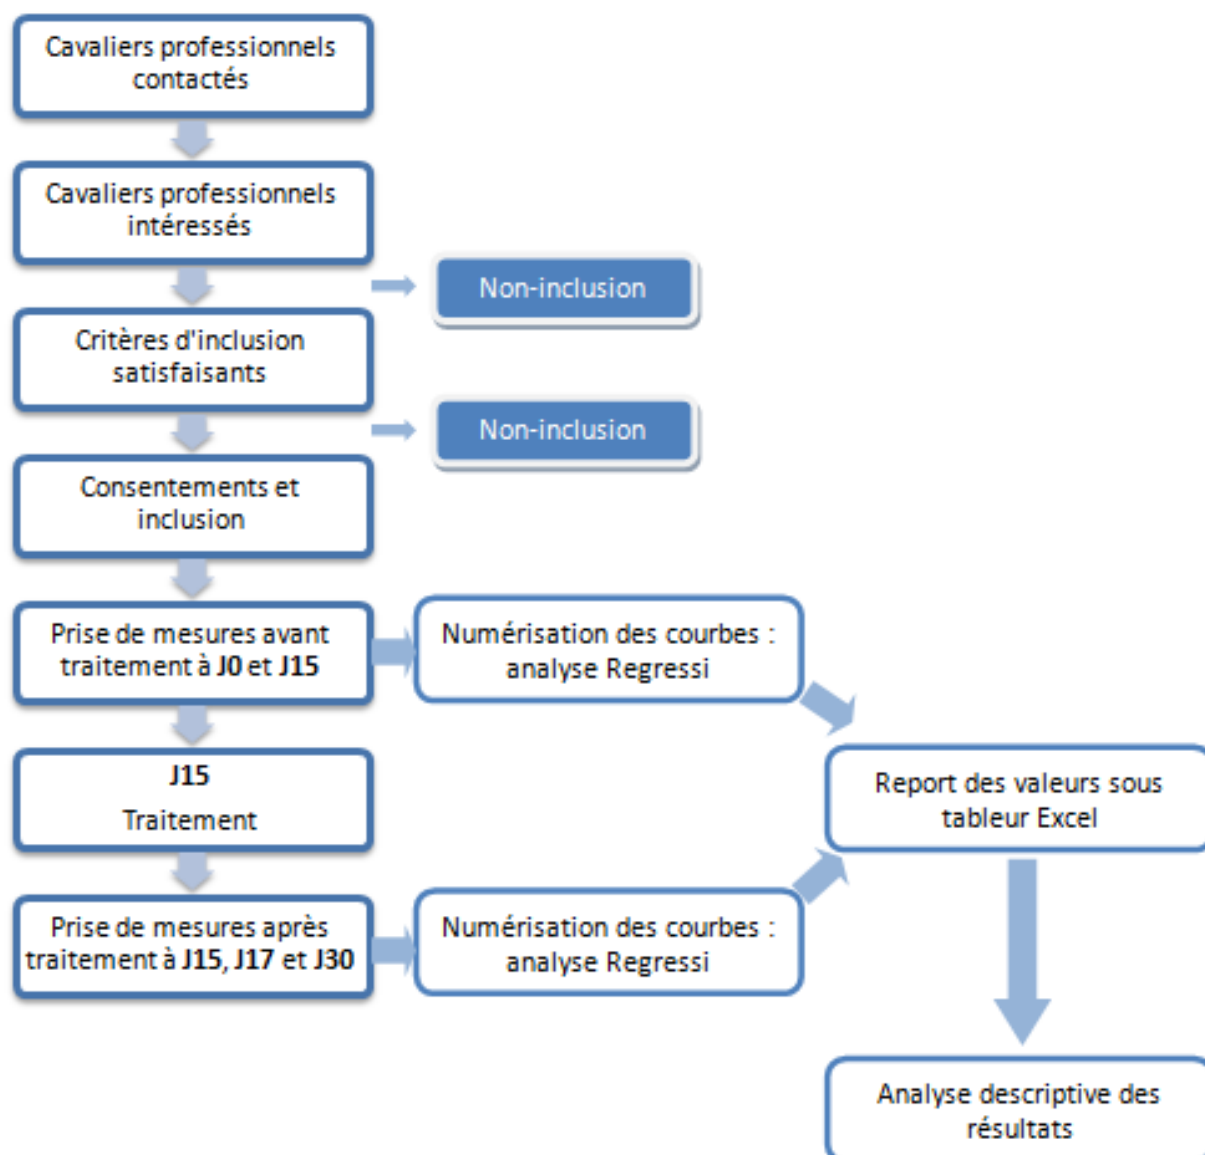 Cavaliers professionnels
contactés
Cavaliers professionnels
intéressés
Non-inclusion
Critères d'inclusion
satisfaisants
Non-inclusion
Consentements et
inclusion
Prise de mesures avant
traitement à J0 et J15
Numérisation des courbes :
analyse Regressi
J15
Traitement
Report des valeurs sous
tableur Excel
Prise de mesures après
traitement à J15, J17 et J30
Numérisation des courbes :
analyse Regressi
Analyse descriptive des
résultats